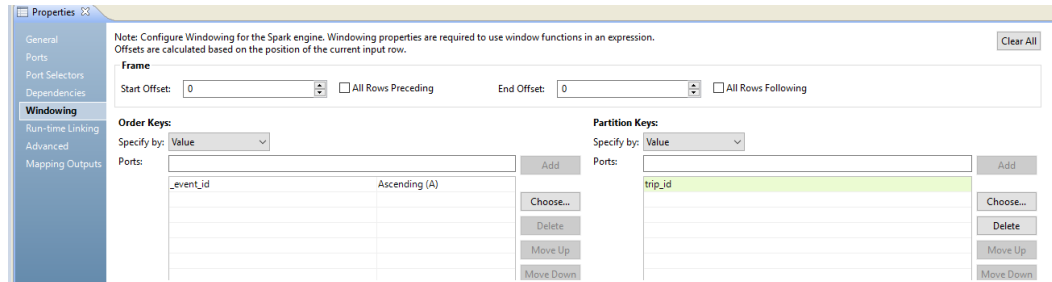 Properties
General
Ports
Port Selectors
Dependencies
Windowing
Run-time Linking
Advanced
Mapping Outputs
Note: Configure Windowing for the Spark engine. Windowing properties are required to use window functions in an expression.
Offsets are calculated based on the position of the current input row.
Clear All
Frame
Start Offset: 0 All Rows Preceding End Offset: 0 All Rows Following
Order Keys:
Specify by: Value
Ports: Add
_event_id Ascending (A)
Choose...
Delete
Move Up
Move Down
Partition Keys:
Specify by: Value
Ports: Add
trip_id
Choose...
Delete
Move Up
Move Down